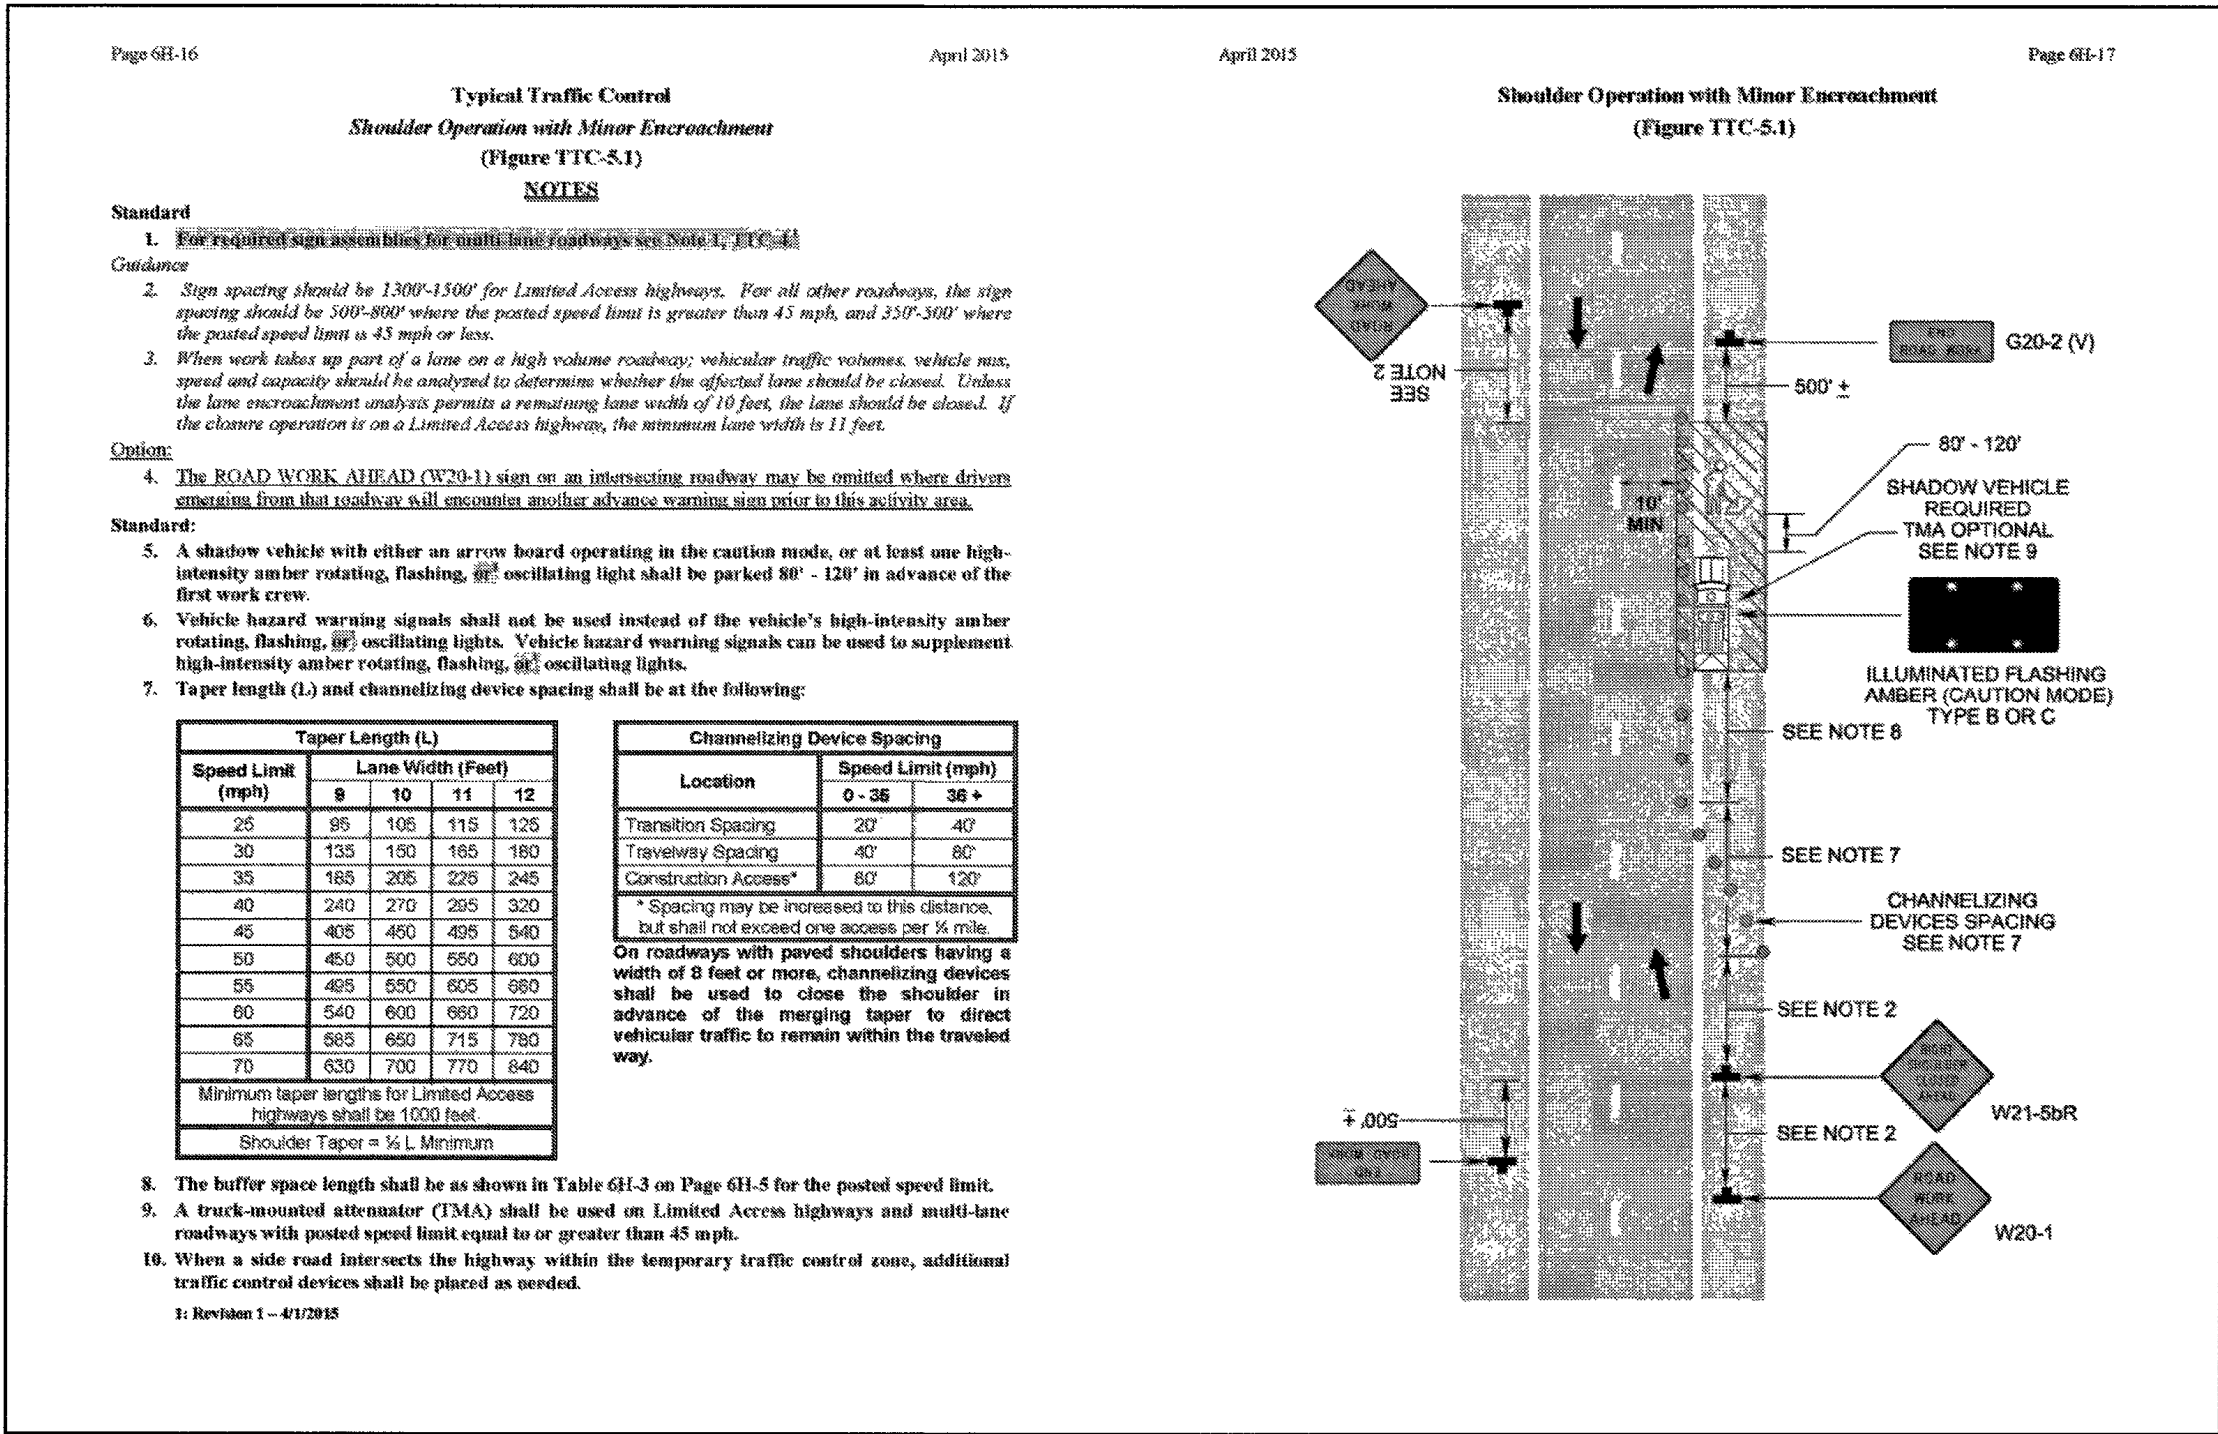 Page 6H-16
April 2015
Typical Traffic Control
Shoulder Operation with Minor Encroachment
(Figure TTC-5.1)
NOTES
Standard
1. For required sign assemblies for multi-lane roadways see Note 1, TTC-4.¹
Guidance
2. Sign spacing should be 1300'-1500' for Limited Access highways. For all other roadways, the sign
spacing should be 500'-800' where the posted speed limit is greater than 45 mph, and 350'-500' where
the posted speed limit is 45 mph or less.
3. When work takes up part of a lane on a high volume roadway; vehicular traffic volumes, vehicle mix,
speed and capacity should be analyzed to determine whether the affected lane should be closed. Unless
the lane encroachment analysis permits a remaining lane width of 10 feet, the lane should be closed. If
the closure operation is on a Limited Access highway, the minimum lane width is 11 feet.
Option:
4. The ROAD WORK AHEAD (W20-1) sign on an intersecting roadway may be omitted where drivers
emerging from that roadway will encounter another advance warning sign prior to this activity area.
Standard:
5. A shadow vehicle with either an arrow board operating in the caution mode, or at least one high-
intensity amber rotating, flashing, or¹ oscillating light shall be parked 80' - 120' in advance of the
first work crew.
6. Vehicle hazard warning signals shall not be used instead of the vehicle's high-intensity amber
rotating, flashing, or¹ oscillating lights. Vehicle hazard warning signals can be used to supplement
high-intensity amber rotating, flashing, or¹ oscillating lights.
7. Taper length (L) and channelizing device spacing shall be at the following:
Taper Length (L)
Speed Limit (mph) Lane Width (Feet)
9 10 11 12
25 95 105 115 125
30 135 150 165 180
35 185 205 225 245
40 240 270 295 320
45 405 450 495 540
50 450 500 550 600
55 495 550 605 660
60 540 600 660 720
65 585 650 715 780
70 630 700 770 840
Minimum taper lengths for Limited Access
highways shall be 1000 feet.
Shoulder Taper = ⅓ L Minimum
Channelizing Device Spacing
Location Speed Limit (mph)
0 - 35 36 +
Transition Spacing 20' 40'
Travelway Spacing 40' 80'
Construction Access* 80' 120'
* Spacing may be increased to this distance,
but shall not exceed one access per ¼ mile.
On roadways with paved shoulders having a
width of 8 feet or more, channelizing devices
shall be used to close the shoulder in
advance of the merging taper to direct
vehicular traffic to remain within the traveled
way.
8. The buffer space length shall be as shown in Table 6H-3 on Page 6H-5 for the posted speed limit.
9. A truck-mounted attenuator (TMA) shall be used on Limited Access highways and multi-lane
roadways with posted speed limit equal to or greater than 45 mph.
10. When a side road intersects the highway within the temporary traffic control zone, additional
traffic control devices shall be placed as needed.
1: Revision 1 – 4/1/2015
April 2015
Page 6H-17
Shoulder Operation with Minor Encroachment
(Figure TTC-5.1)
ROAD
WORK
AHEAD
SEE
NOTE 2
END
ROAD WORK
G20-2 (V)
500' ±
80' - 120'
10'
MIN
SHADOW VEHICLE
REQUIRED
TMA OPTIONAL
SEE NOTE 9
ILLUMINATED FLASHING
AMBER (CAUTION MODE)
TYPE B OR C
SEE NOTE 8
SEE NOTE 7
CHANNELIZING
DEVICES SPACING
SEE NOTE 7
SEE NOTE 2
RIGHT
SHOULDER
CLOSED
AHEAD
W21-5bR
500' ±
END
ROAD WORK
SEE NOTE 2
ROAD
WORK
AHEAD
W20-1